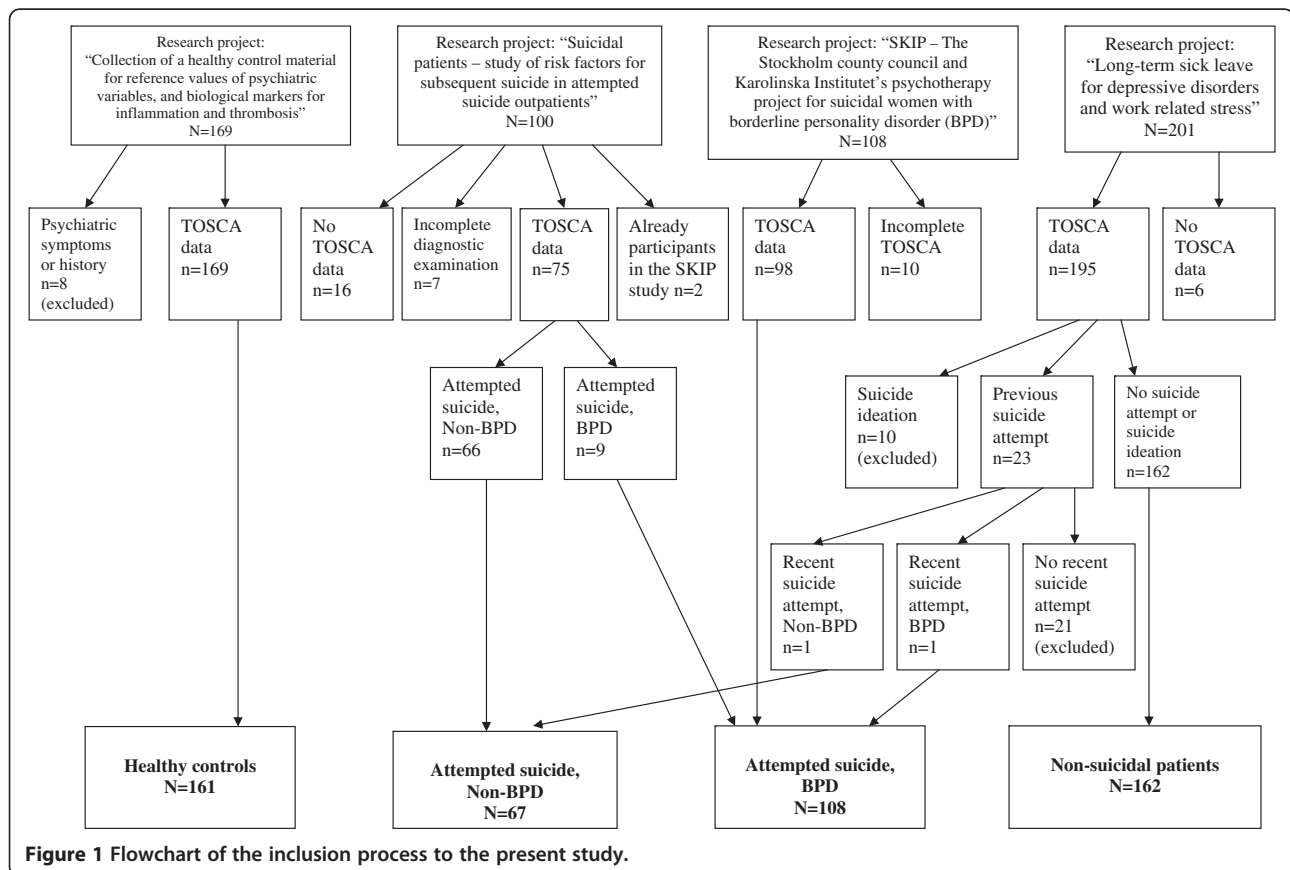 Research project:
“Collection of a healthy control material
for reference values of psychiatric
variables, and biological markers for
inflammation and thrombosis”
N=169
Research project: “Suicidal
patients – study of risk factors for
subsequent suicide in attempted
suicide outpatients”
N=100
Research project: “SKIP – The
Stockholm county council and
Karolinska Institutet's psychotherapy
project for suicidal women with
borderline personality disorder (BPD)”
N=108
Research project:
“Long-term sick leave
for depressive disorders
and work related stress”
N=201
Psychiatric
symptoms
or history
n=8
(excluded)
TOSCA
data
n=169
No
TOSCA
data
n=16
Incomplete
diagnostic
examination
n=7
TOSCA
data
n=75
Already
participants
in the SKIP
study n=2
TOSCA
data
n=98
Incomplete
TOSCA
n=10
TOSCA
data
n=195
No
TOSCA
data
n=6
Attempted
suicide,
Non-BPD
n=66
Attempted
suicide,
BPD
n=9
Suicide
ideation
n=10
(excluded)
Previous
suicide
attempt
n=23
No suicide
attempt or
suicide
ideation
n=162
Recent
suicide
attempt,
Non-BPD
n=1
Recent
suicide
attempt,
BPD
n=1
No recent
suicide
attempt
n=21
(excluded)
Healthy controls
N=161
Attempted suicide,
Non-BPD
N=67
Attempted suicide,
BPD
N=108
Non-suicidal patients
N=162
Figure 1 Flowchart of the inclusion process to the present study.